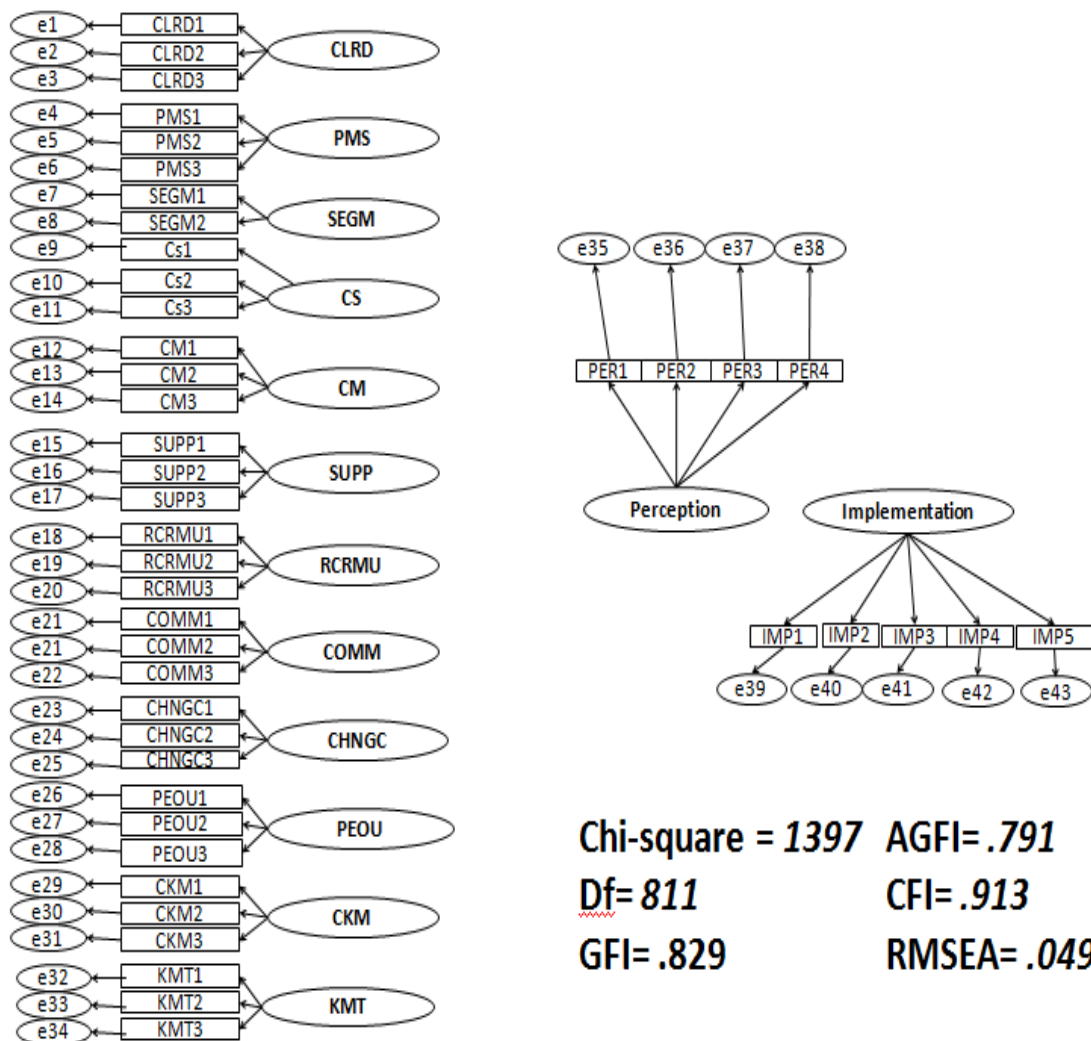 e1 CLRD1
e2 CLRD2 CLRD
e3 CLRD3
e4 PMS1
e5 PMS2 PMS
e6 PMS3
e7 SEGM1
e8 SEGM2 SEGM
e9 Cs1
e10 Cs2
e11 Cs3 CS
e12 CM1
e13 CM2 CM
e14 CM3
e15 SUPP1
e16 SUPP2 SUPP
e17 SUPP3
e18 RCRMU1
e19 RCRMU2 RCRMU
e20 RCRMU3
e21 COMM1
e21 COMM2 COMM
e22 COMM3
e23 CHNGC1
e24 CHNGC2 CHNGC
e25 CHNGC3
e26 PEOU1
e27 PEOU2 PEOU
e28 PEOU3
e29 CKM1
e30 CKM2 CKM
e31 CKM3
e32 KMT1
e33 KMT2 KMT
e34 KMT3
e35 e36 e37 e38
PER1 PER2 PER3 PER4
Perception Implementation
IMP1 IMP2 IMP3 IMP4 IMP5
e39 e40 e41 e42 e43
Chi-square = 1397 AGFI= .791
Df= 811 CFI= .913
GFI= .829 RMSEA= .049